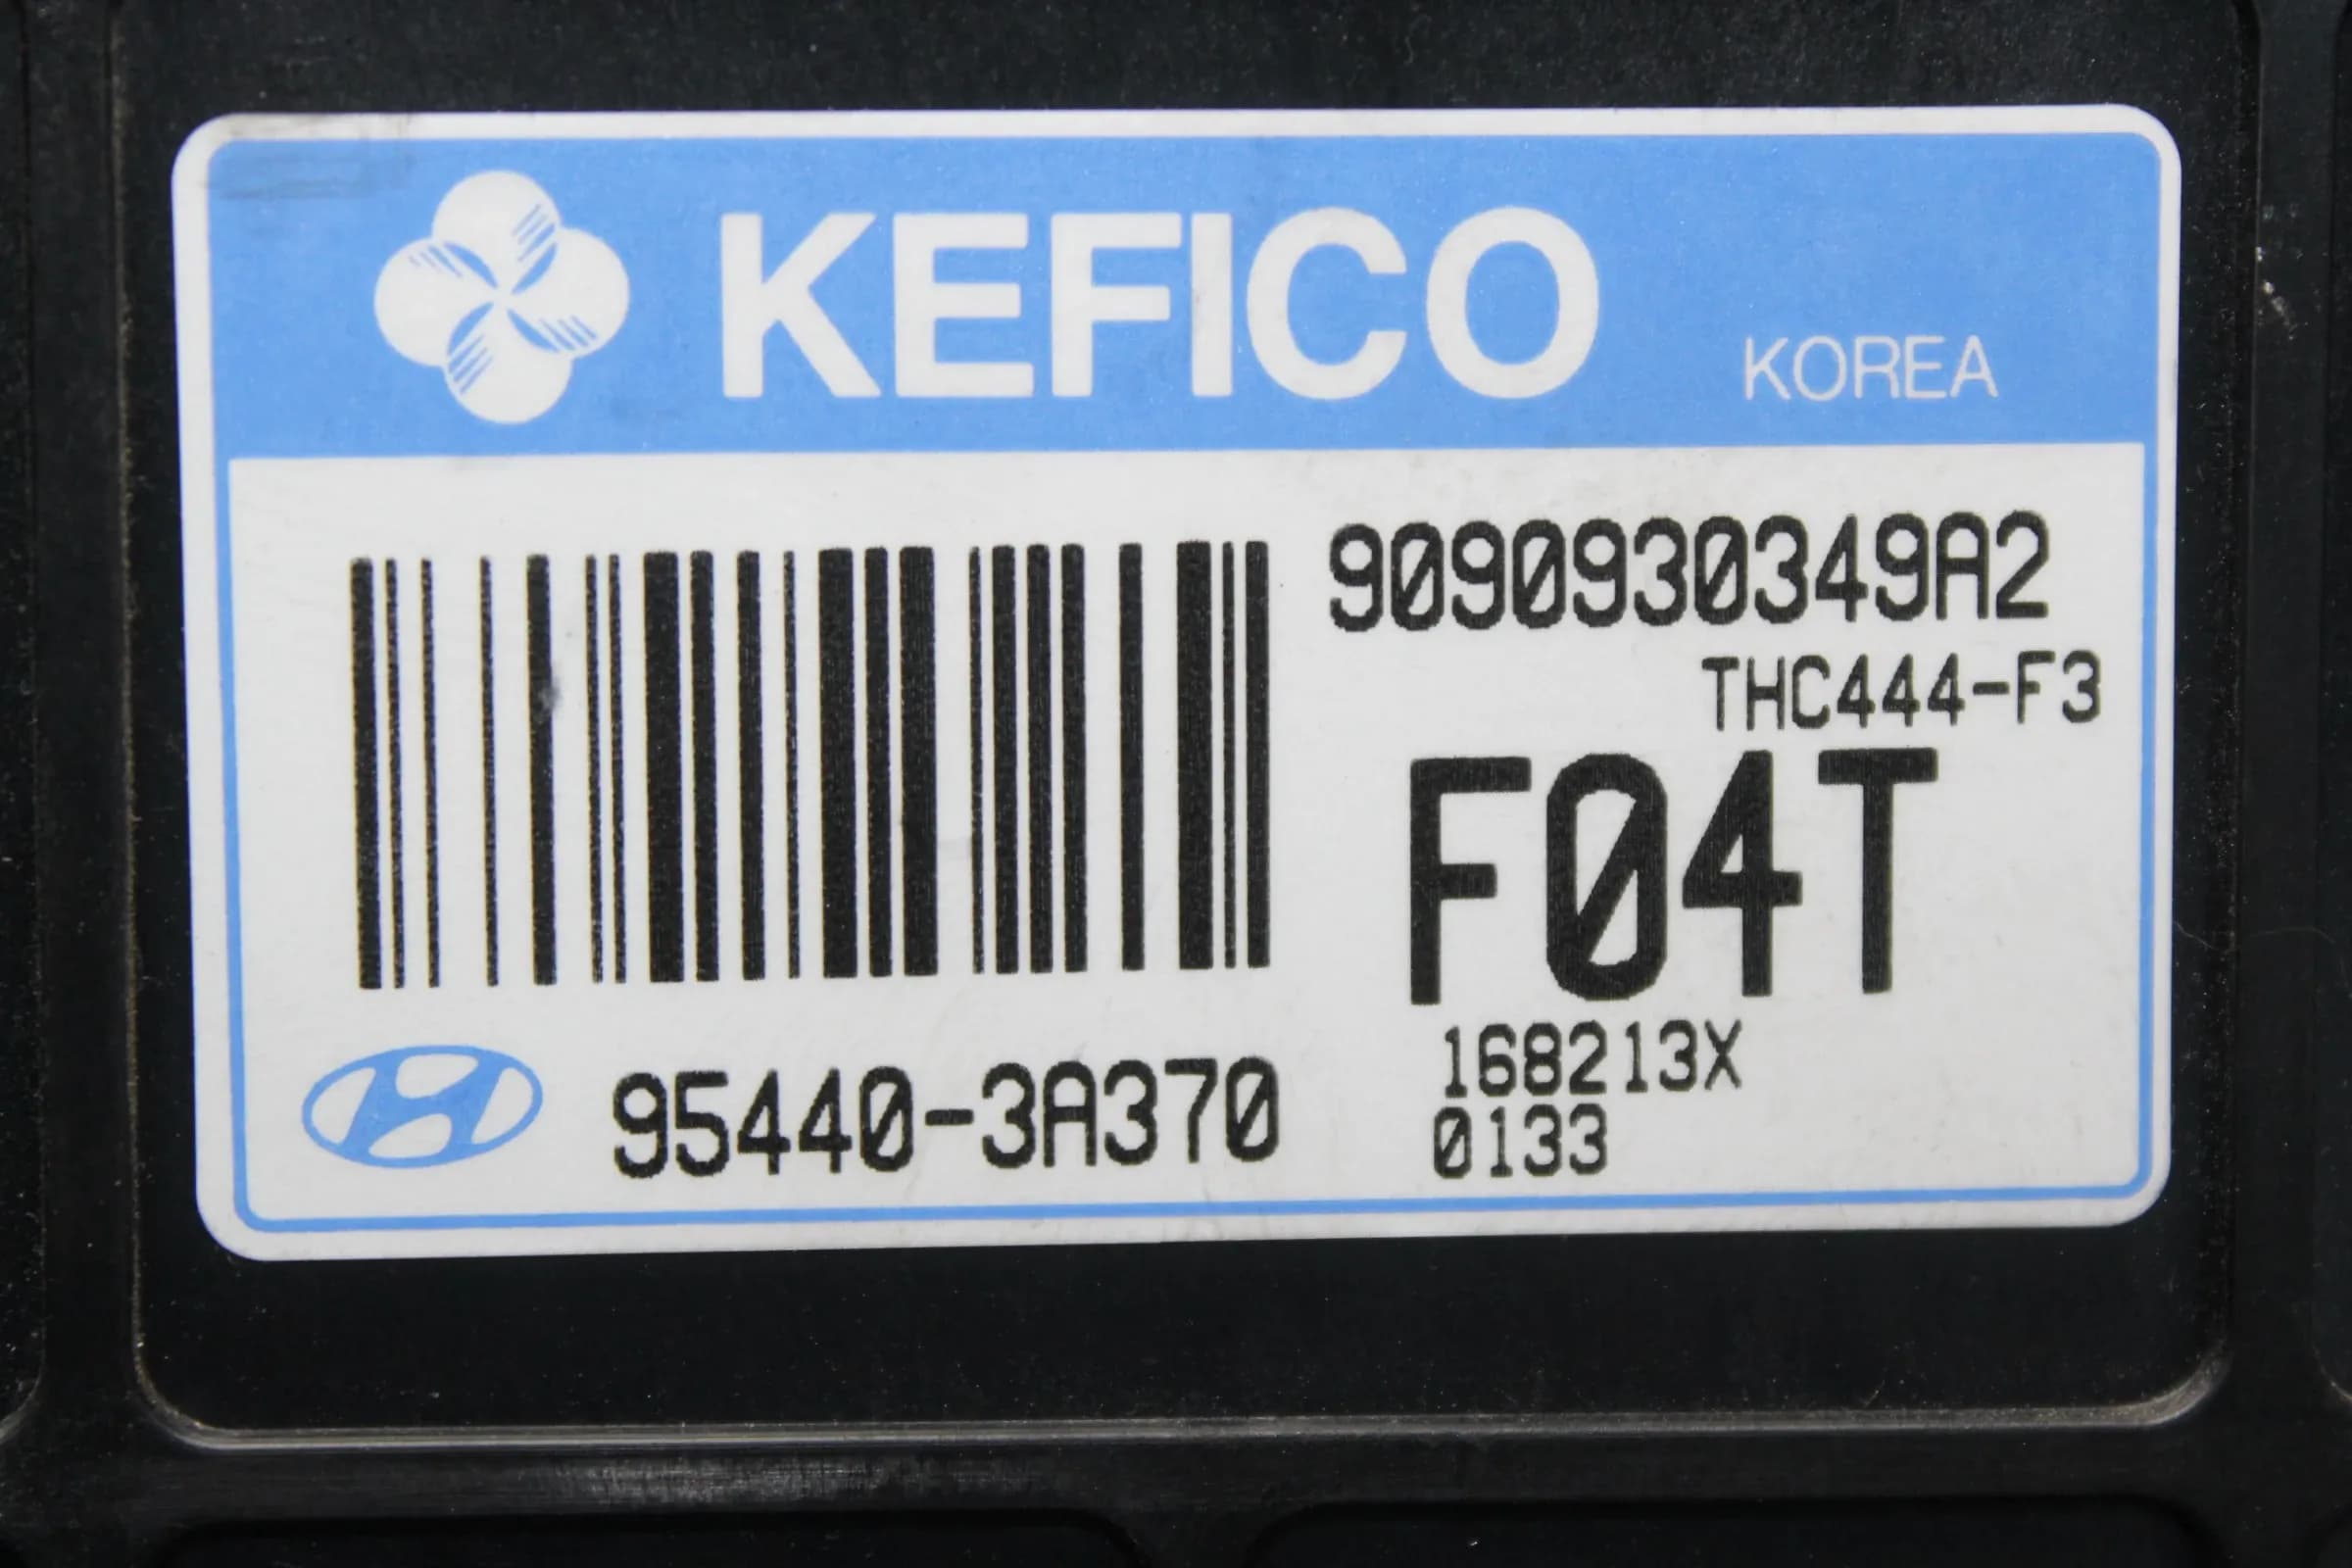 KEFICO KOREA
9090930349A2
THC444-F3
F04T
168213X
0133
95440-3A370